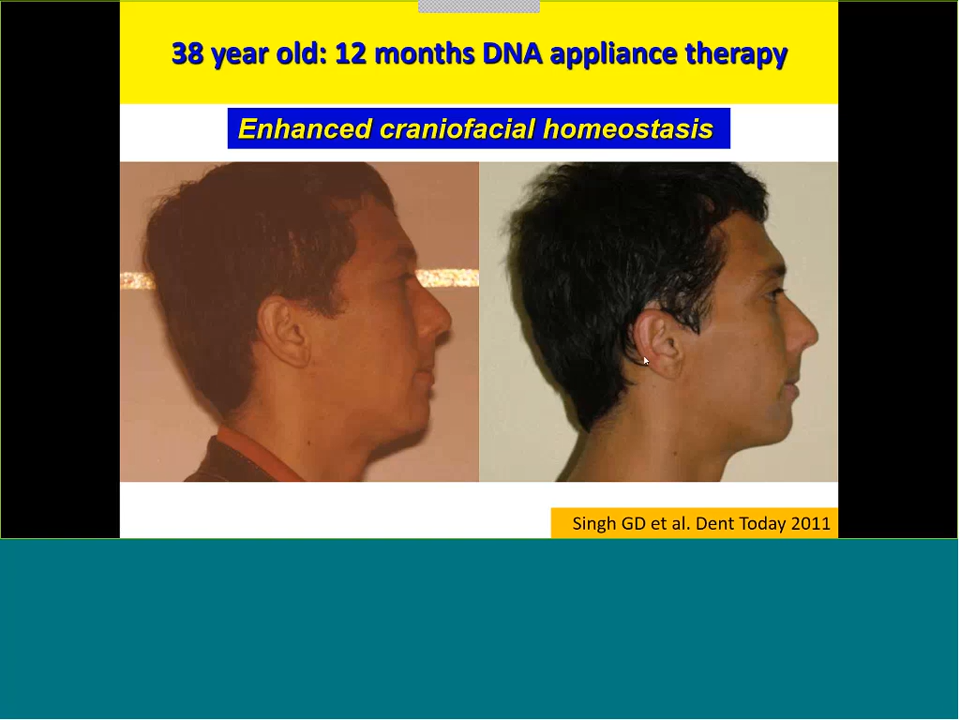 38 year old: 12 months DNA appliance therapy
Enhanced craniofacial homeostasis
Singh GD et al. Dent Today 2011